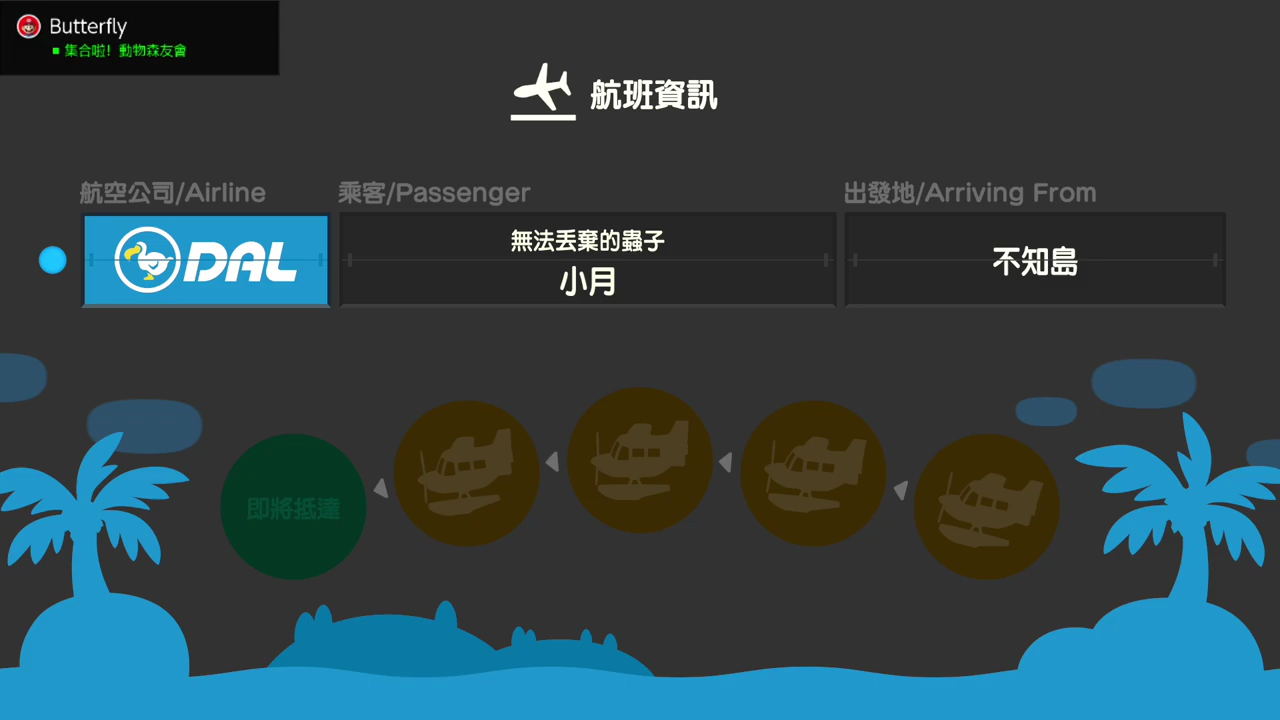 Butterfly
集合啦! 動物森友會
航班資訊
航空公司/Airline
乘客/Passenger
出發地/Arriving From
DAL
無法丟棄的蟲子
小月
不知島
即將抵達